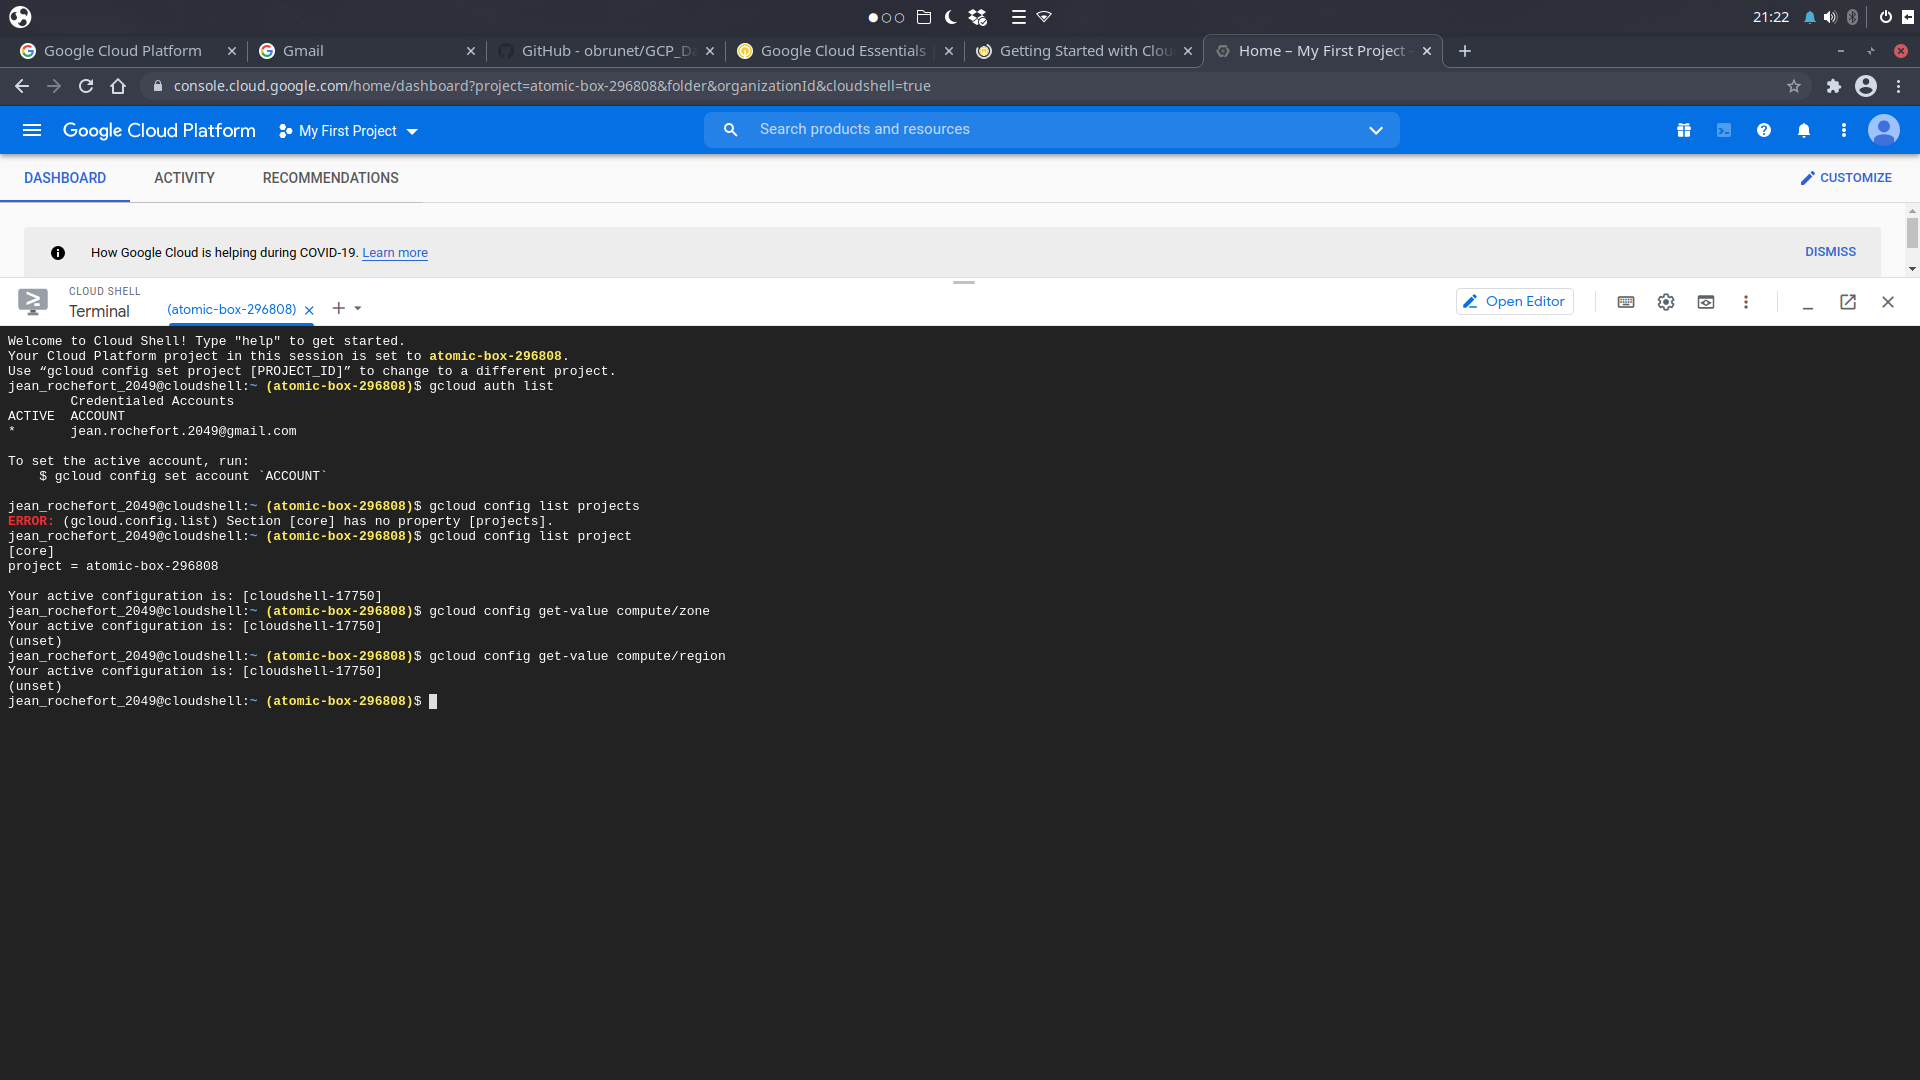 21:22
Google Cloud Platform
Gmail
GitHub - obrunet/GCP_Da
Google Cloud Essentials
Getting Started with Clou
Home – My First Project -
console.cloud.google.com/home/dashboard?project=atomic-box-296808&folder&organizationId&cloudshell=true
Google Cloud Platform
My First Project
Search products and resources
DASHBOARD
ACTIVITY
RECOMMENDATIONS
CUSTOMIZE
How Google Cloud is helping during COVID-19. Learn more
DISMISS
CLOUD SHELL
Terminal
(atomic-box-296808)
Open Editor
Welcome to Cloud Shell! Type "help" to get started.
Your Cloud Platform project in this session is set to atomic-box-296808.
Use “gcloud config set project [PROJECT_ID]” to change to a different project.
jean_rochefort_2049@cloudshell:~ (atomic-box-296808)$ gcloud auth list
Credentialed Accounts
ACTIVE  ACCOUNT
*       jean.rochefort.2049@gmail.com
To set the active account, run:
$ gcloud config set account `ACCOUNT`
jean_rochefort_2049@cloudshell:~ (atomic-box-296808)$ gcloud config list projects
ERROR: (gcloud.config.list) Section [core] has no property [projects].
jean_rochefort_2049@cloudshell:~ (atomic-box-296808)$ gcloud config list project
[core]
project = atomic-box-296808
Your active configuration is: [cloudshell-17750]
jean_rochefort_2049@cloudshell:~ (atomic-box-296808)$ gcloud config get-value compute/zone
Your active configuration is: [cloudshell-17750]
(unset)
jean_rochefort_2049@cloudshell:~ (atomic-box-296808)$ gcloud config get-value compute/region
Your active configuration is: [cloudshell-17750]
(unset)
jean_rochefort_2049@cloudshell:~ (atomic-box-296808)$